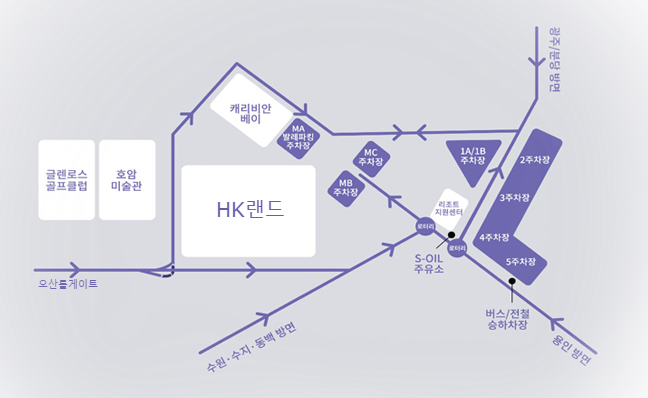 광주/분당 방면
캐리비안
베이
MA
발레파킹
주차장
MC
주차장
1A/1B
주차장
2주차장
글렌로스
골프클럽
호암
미술관
MB
주차장
3주차장
HK랜드
리조트
지원센터
로터리
4주차장
로터리
S-OIL
주유소
5주차장
오산톨게이트
버스/전철
승하차장
수원·수지·동백 방면
용인 방면